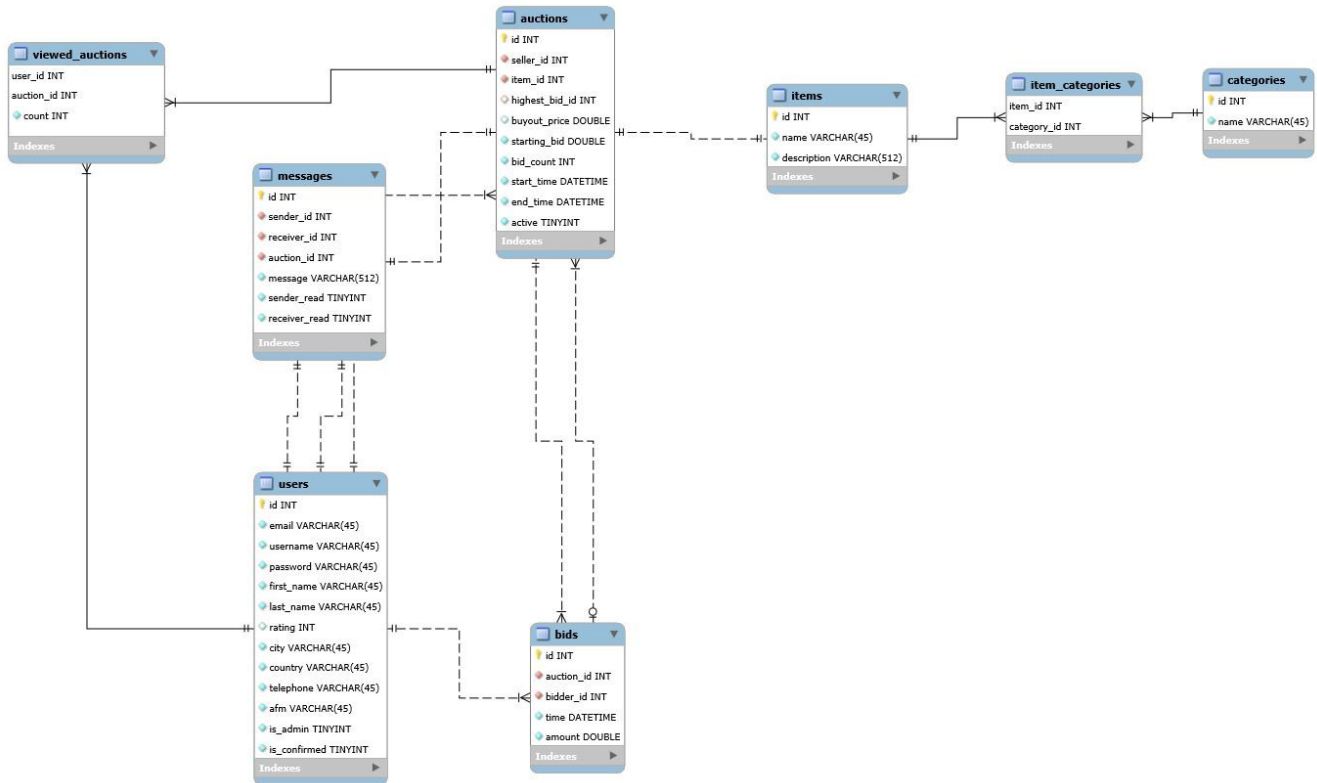 viewed_auctions
user_id INT
auction_id INT
count INT
Indexes
messages
id INT
sender_id INT
receiver_id INT
auction_id INT
message VARCHAR(512)
sender_read TINYINT
receiver_read TINYINT
Indexes
users
id INT
email VARCHAR(45)
username VARCHAR(45)
password VARCHAR(45)
first_name VARCHAR(45)
last_name VARCHAR(45)
rating INT
city VARCHAR(45)
country VARCHAR(45)
telephone VARCHAR(45)
afm VARCHAR(45)
is_admin TINYINT
is_confirmed TINYINT
Indexes
auctions
id INT
seller_id INT
item_id INT
highest_bid_id INT
buyout_price DOUBLE
starting_bid DOUBLE
bid_count INT
start_time DATETIME
end_time DATETIME
active TINYINT
Indexes
bids
id INT
auction_id INT
bidder_id INT
time DATETIME
amount DOUBLE
Indexes
items
id INT
name VARCHAR(45)
description VARCHAR(512)
Indexes
item_categories
item_id INT
category_id INT
Indexes
categories
id INT
name VARCHAR(45)
Indexes